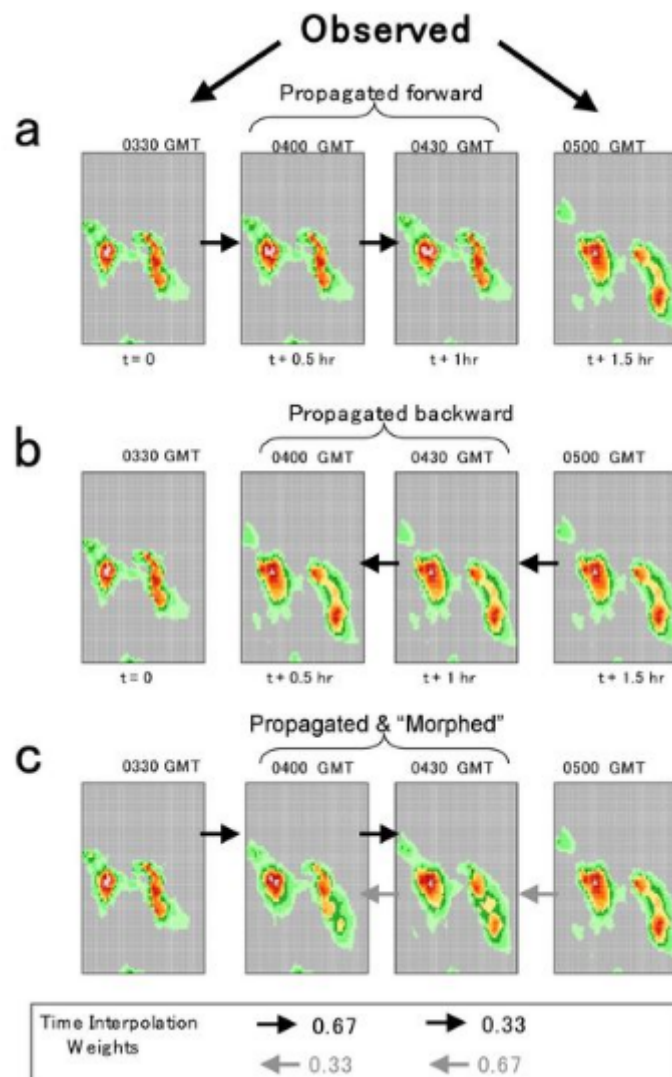 Observed
Propagated forward
a
0330 GMT 0400 GMT 0430 GMT 0500 GMT
t = 0 t + 0.5 hr t + 1hr t + 1.5 hr
Propagated backward
b
0330 GMT 0400 GMT 0430 GMT 0500 GMT
t = 0 t + 0.5 hr t + 1 hr t + 1.5 hr
Propagated & “Morphed”
c
0330 GMT 0400 GMT 0430 GMT 0500 GMT
Time Interpolation 0.67 0.33
Weights
0.33 0.67